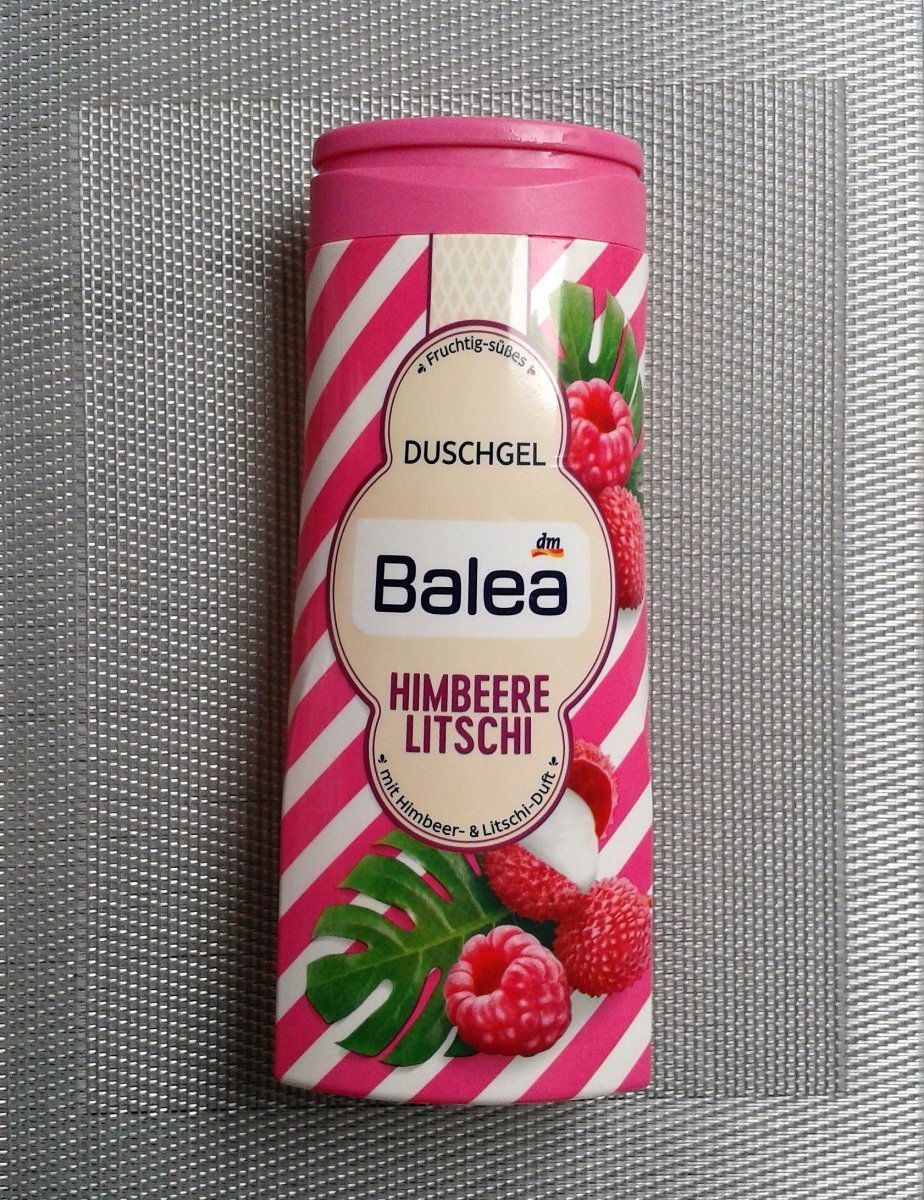 Fruchtig-süßes
DUSCHGEL
dm
Balea
HIMBEERE
LITSCHI
mit Himbeer- & Litschi-Duft